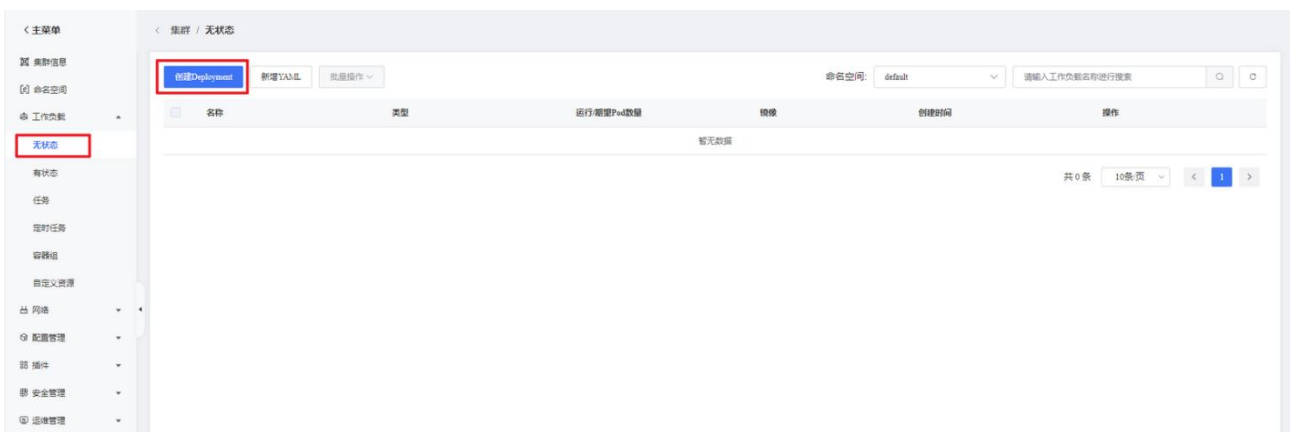 主菜单
集群 / 无状态
集群信息
命名空间
工作负载
无状态
有状态
任务
定时任务
容器组
自定义资源
网络
配置管理
插件
安全管理
运维管理
创建Deployment 新增YAML 批量操作 命名空间: default 请输入工作负载名称进行搜索
名称 类型 运行/期望Pod数量 镜像 创建时间 操作
暂无数据
共 0 条 10条/页 1